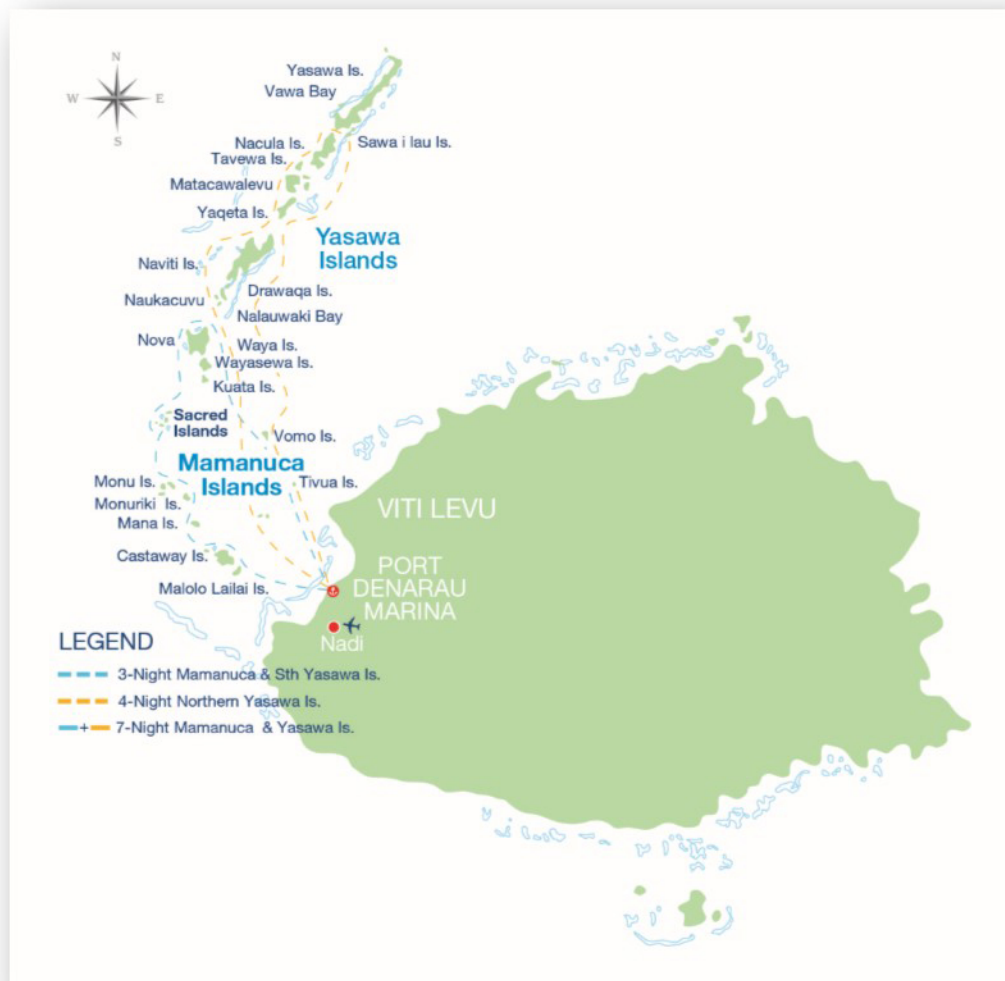 N
W
E
S
Yasawa Is.
Vawa Bay
Nacula Is.
Sawa i lau Is.
Tavewa Is.
Matacawalevu
Yaqeta Is.
Yasawa
Islands
Naviti Is.
Drawaqa Is.
Naukacuvu
Nalauwaki Bay
Nova
Waya Is.
Wayasewa Is.
Kuata Is.
Sacred
Islands
Vomo Is.
Mamanuca
Islands
Monu Is.
Tivua Is.
Monuriki Is.
Mana Is.
VITI LEVU
Castaway Is.
Malolo Lailai Is.
PORT
DENARAU
MARINA
Nadi
LEGEND
3-Night Mamanuca & Sth Yasawa Is.
4-Night Northern Yasawa Is.
+ 7-Night Mamanuca & Yasawa Is.